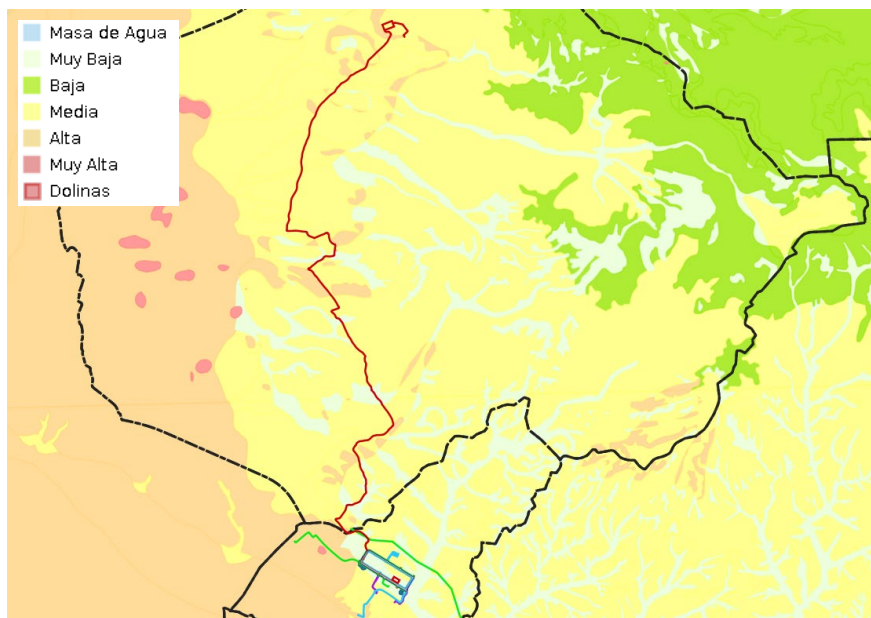 Masa de Agua
Muy Baja
Baja
Media
Alta
Muy Alta
Dolinas